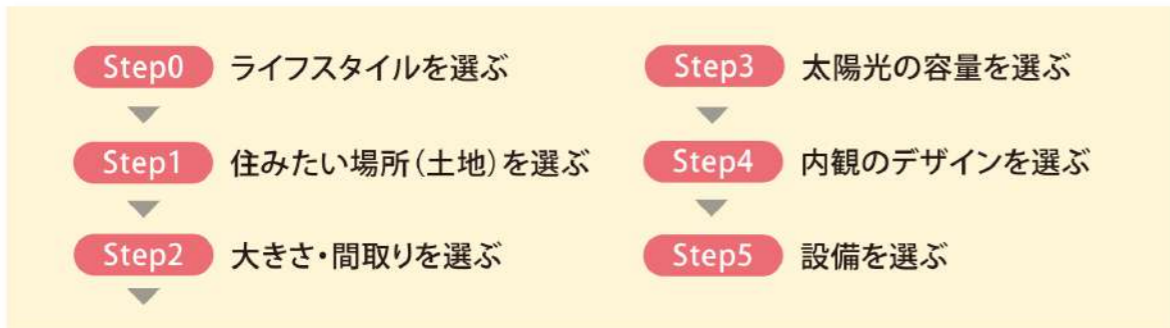 Step0 ライフスタイルを選ぶ
Step1 住みたい場所(土地)を選ぶ
Step2 大きさ・間取りを選ぶ
Step3 太陽光の容量を選ぶ
Step4 内観のデザインを選ぶ
Step5 設備を選ぶ